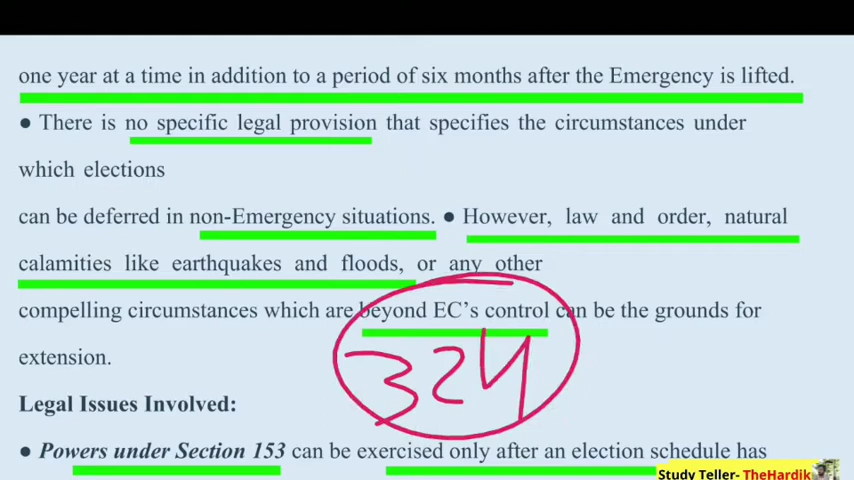 one year at a time in addition to a period of six months after the Emergency is lifted.
● There is no specific legal provision that specifies the circumstances under
which elections
can be deferred in non-Emergency situations. ● However, law and order, natural
calamities like earthquakes and floods, or any other
compelling circumstances which are beyond EC’s control can be the grounds for
extension.
324
Legal Issues Involved:
● Powers under Section 153 can be exercised only after an election schedule has
Study Teller- TheHardik